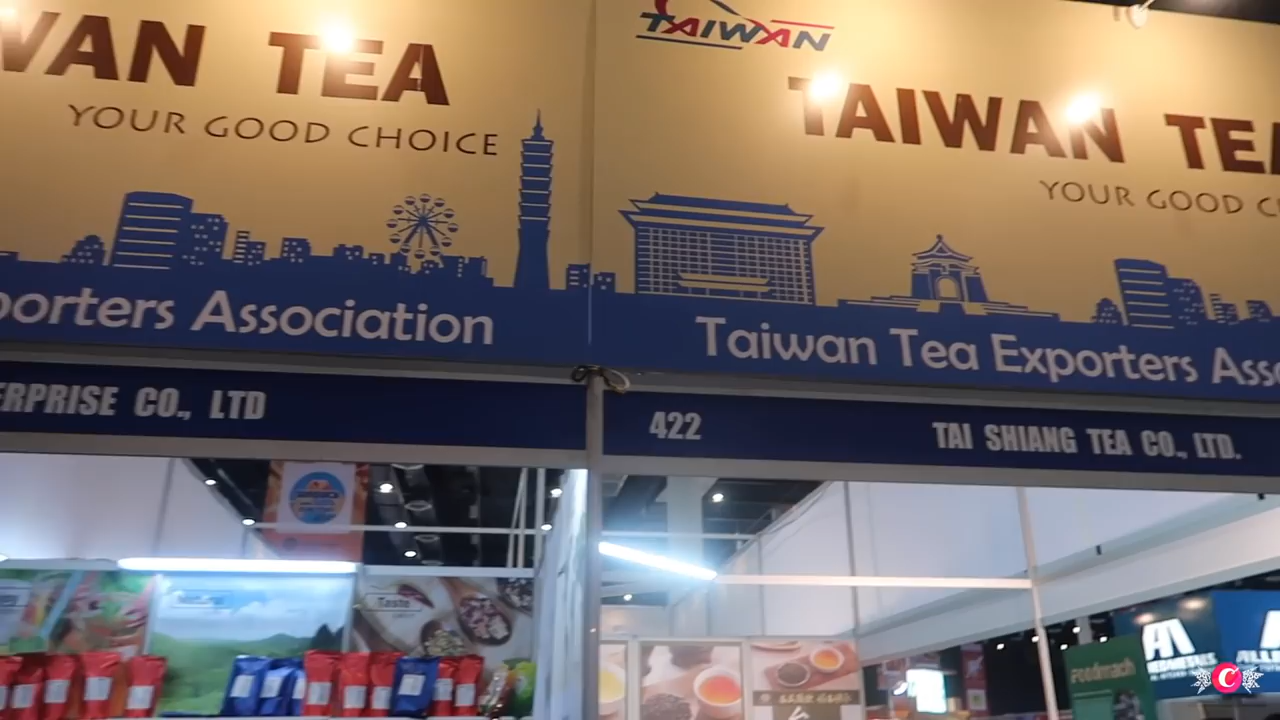 WAN TEA
YOUR GOOD CHOICE
porters Association
ERPRISE CO., LTD
TAIWAN
TAIWAN TEA
YOUR GOOD C
Taiwan Tea Exporters Ass
422
TAI SHIANG TEA CO., LTD.
Taste
Foodmach
C